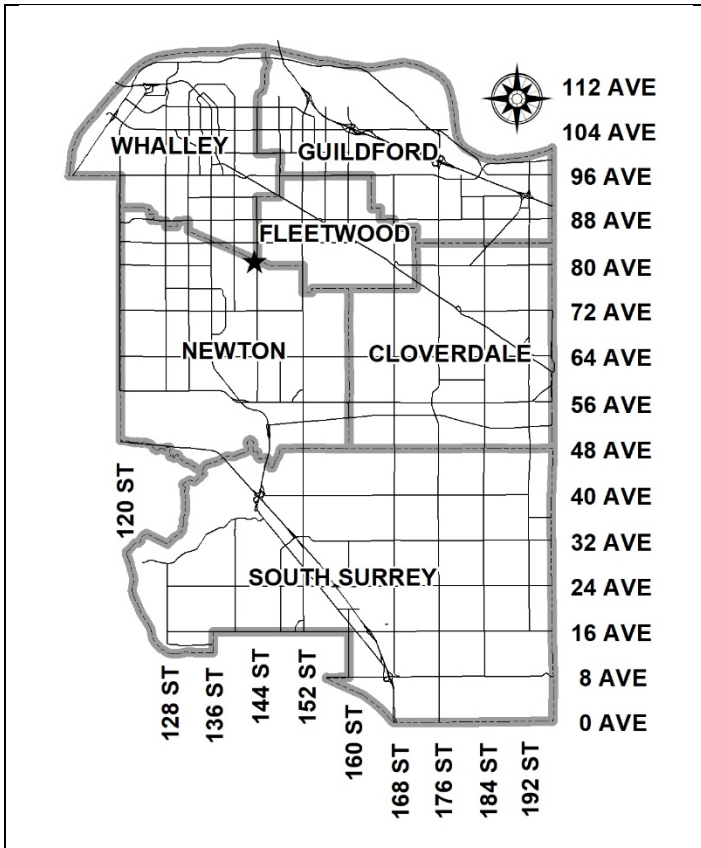 112 AVE
104 AVE
WHALLEY
GUILDFORD
96 AVE
88 AVE
FLEETWOOD
80 AVE
72 AVE
NEWTON
CLOVERDALE
64 AVE
56 AVE
48 AVE
120 ST
40 AVE
32 AVE
SOUTH SURREY
24 AVE
16 AVE
8 AVE
0 AVE
128 ST
136 ST
144 ST
152 ST
160 ST
168 ST
176 ST
184 ST
192 ST